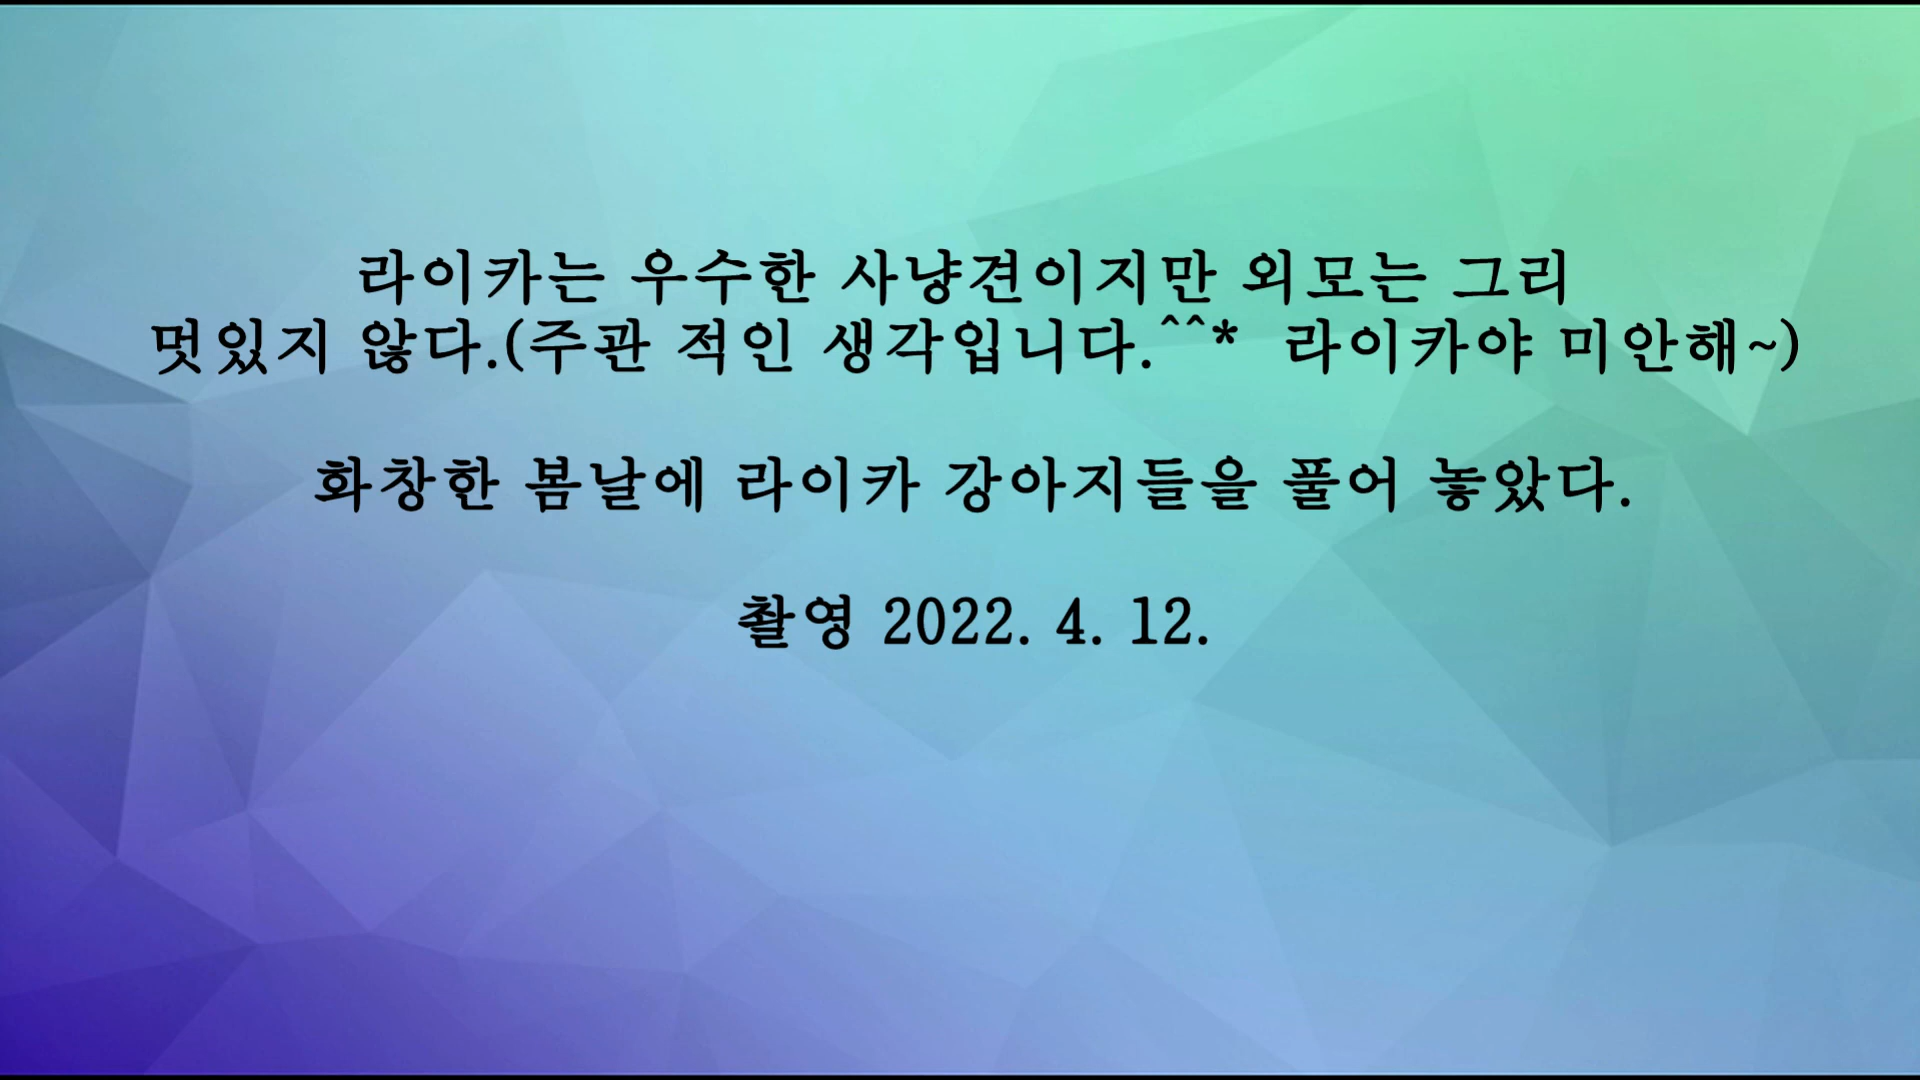 라이카는 우수한 사냥견이지만 외모는 그리
멋있지 않다.(주관 적인 생각입니다.^^* 라이카야 미안해~)
화창한 봄날에 라이카 강아지들을 풀어 놓았다.
촬영 2022. 4. 12.